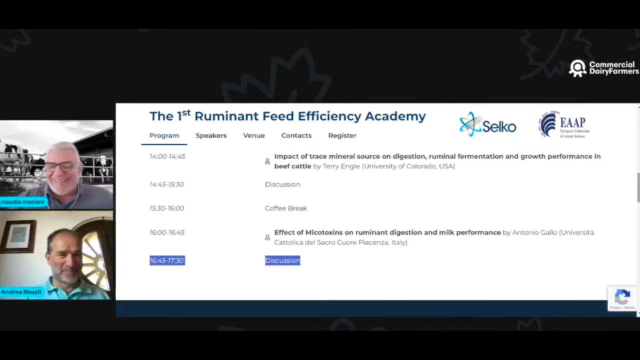 Commercial
DairyFarmers
The 1st Ruminant Feed Efficiency Academy
Selko
EAAP
Program
Speakers
Venue
Contacts
Register
14:00-14:45
Impact of trace mineral source on digestion, ruminal fermentation and growth performance in
beef cattle by Terry Engle (University of Colorado, USA)
14:45-15:30
Discussion
15:30-16:00
Coffee Break
16:00-16:45
Effect of Micotoxins on ruminant digestion and milk performance by Antonio Gallo (Università
Cattolica del Sacro Cuore Piacenza, Italy)
16:45-17:30
Discussion
claudio mariani
Andrea Rosati